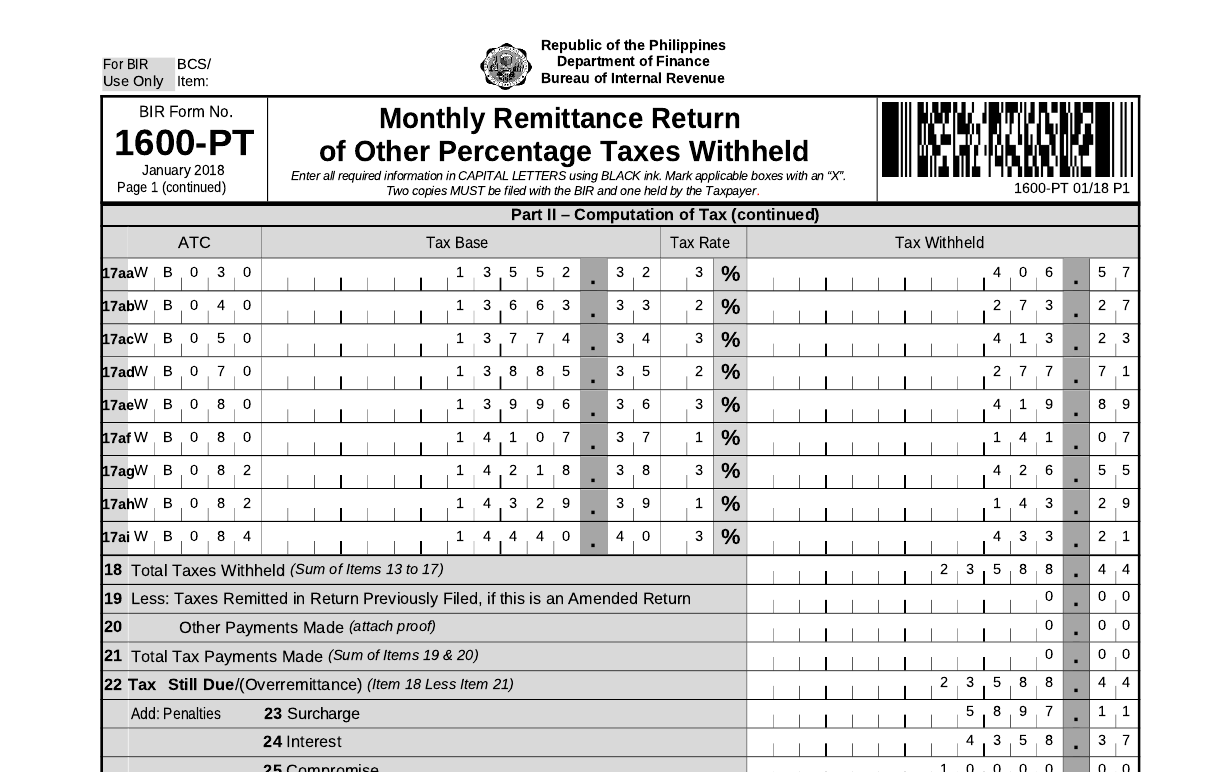 Republic of the Philippines
Department of Finance
Bureau of Internal Revenue
For BIR Use Only
BCS/ Item:
BIR Form No.
1600-PT
January 2018
Page 1 (continued)
Monthly Remittance Return
of Other Percentage Taxes Withheld
Enter all required information in CAPITAL LETTERS using BLACK ink. Mark applicable boxes with an “X”.
Two copies MUST be filed with the BIR and one held by the Taxpayer.
1600-PT 01/18 P1
Part II – Computation of Tax (continued)
ATC Tax Base Tax Rate Tax Withheld
17aa W B 0 3 0 1 3 5 5 2 . 3 2 3 % 4 0 6 . 5 7
17ab W B 0 4 0 1 3 6 6 3 . 3 3 2 % 2 7 3 . 2 7
17ac W B 0 5 0 1 3 7 7 4 . 3 4 3 % 4 1 3 . 2 3
17ad W B 0 7 0 1 3 8 8 5 . 3 5 2 % 2 7 7 . 7 1
17ae W B 0 8 0 1 3 9 9 6 . 3 6 3 % 4 1 9 . 8 9
17af W B 0 8 0 1 4 1 0 7 . 3 7 1 % 1 4 1 . 0 7
17ag W B 0 8 2 1 4 2 1 8 . 3 8 3 % 4 2 6 . 5 5
17ah W B 0 8 2 1 4 3 2 9 . 3 9 1 % 1 4 3 . 2 9
17ai W B 0 8 4 1 4 4 4 0 . 4 0 3 % 4 3 3 . 2 1
18 Total Taxes Withheld (Sum of Items 13 to 17) 2 3 5 8 8 . 4 4
19 Less: Taxes Remitted in Return Previously Filed, if this is an Amended Return 0 . 0 0
20 Other Payments Made (attach proof) 0 . 0 0
21 Total Tax Payments Made (Sum of Items 19 & 20) 0 . 0 0
22 Tax Still Due/(Overremittance) (Item 18 Less Item 21) 2 3 5 8 8 . 4 4
Add: Penalties 23 Surcharge 5 8 9 7 . 1 1
24 Interest 4 3 5 8 . 3 7
25 Compromise 1 0 0 0 0 0 0